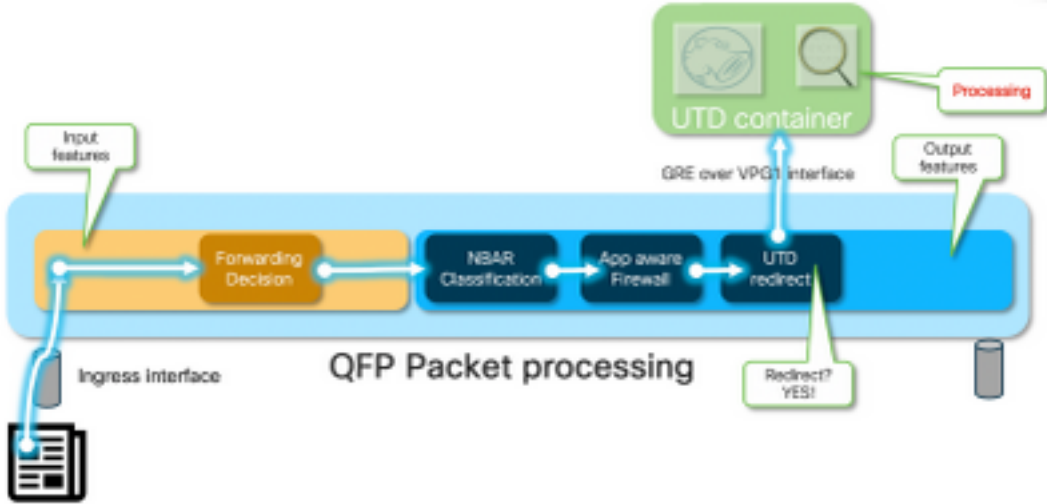 UTD container
Processing
Input
features
Output
features
GRE over VPG1 interface
Forwarding
Decision
NBAR
Classification
App aware
Firewall
UTD
redirect
Ingress interface
QFP Packet processing
Redirect?
YES!